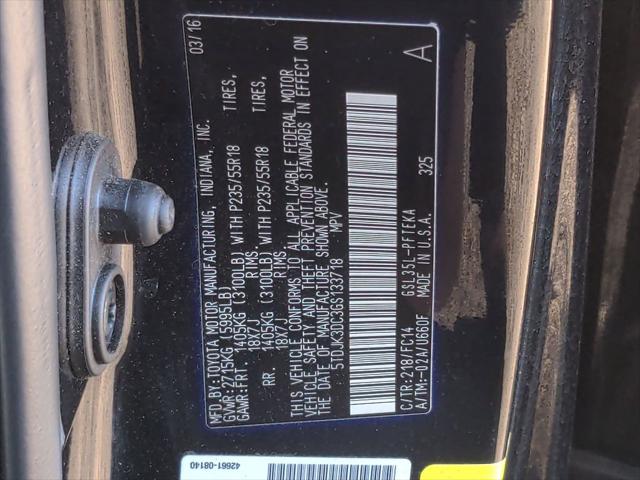 MFD.BY:TOYOTA MOTOR MANUFACTURING, INDIANA, INC. 03/16
GVWR:2715KG (5995LB)
GAWR:FRT. 1405KG (3100LB) WITH P235/55R18 TIRES,
18X7J RIMS
RR. 1405KG (3100LB) WITH P235/55R18 TIRES,
18X7J RIMS
THIS VEHICLE CONFORMS TO ALL APPLICABLE FEDERAL MOTOR
VEHICLE SAFETY AND THEFT PREVENTION STANDARDS IN EFFECT ON
THE DATE OF MANUFACTURE SHOWN ABOVE.
5TDJK3DC3GS133718 MPV
A
C/TR:218/FC14 GSL35L-PFTEKA 325
A/TM:-02A/U660F MADE IN U.S.A.
42661-08140